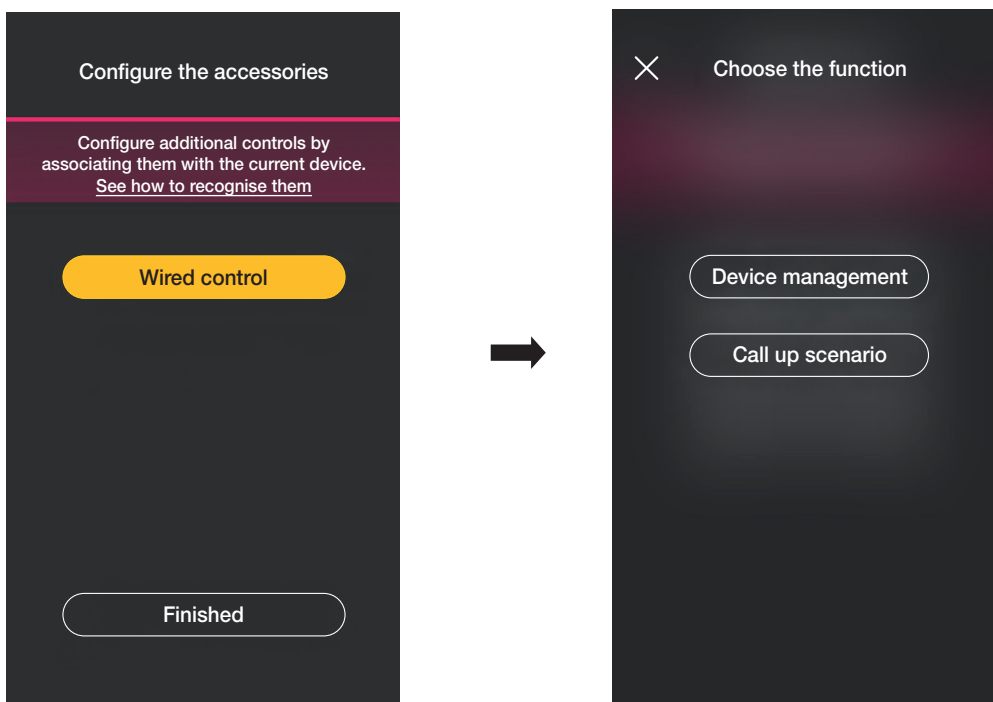 Configure the accessories
Configure additional controls by
associating them with the current device.
See how to recognise them
Wired control
Finished
Choose the function
Device management
Call up scenario